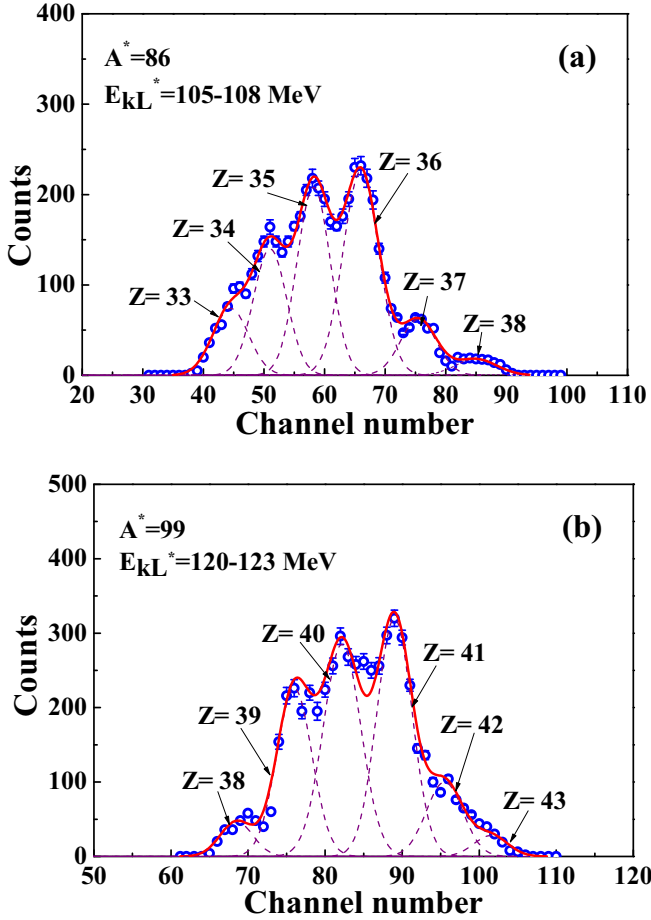 400
300
200
100
0
Counts
A*=86
E_kL*=105-108 MeV
(a)
Z= 33
Z= 34
Z= 35
Z= 36
Z= 37
Z= 38
20 30 40 50 60 70 80 90 100 110
Channel number
500
400
300
200
100
0
Counts
A*=99
E_kL*=120-123 MeV
(b)
Z= 38
Z= 39
Z= 40
Z= 41
Z= 42
Z= 43
50 60 70 80 90 100 110 120
Channel number